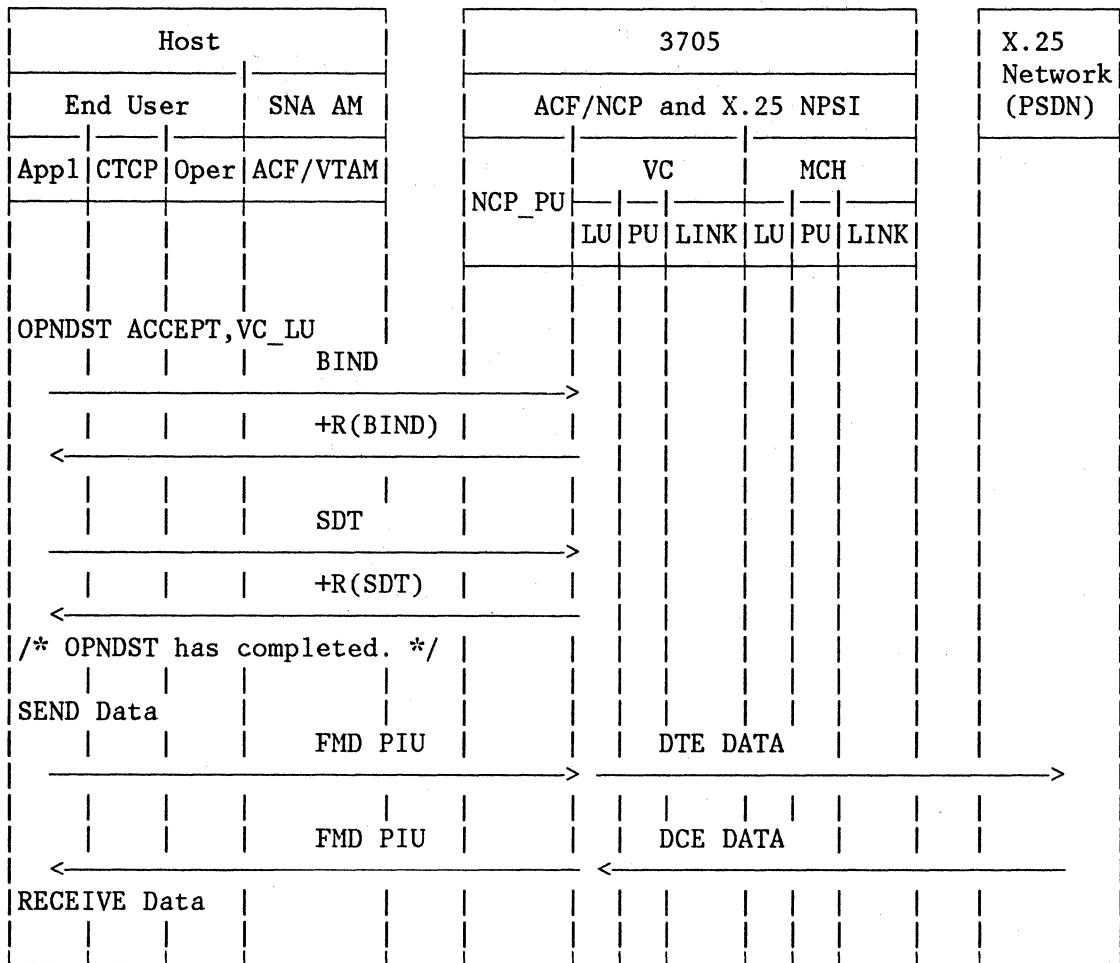 Host 3705 X.25
Network
End User SNA AM ACF/NCP and X.25 NPSI (PSDN)
Appl CTCP Oper ACF/VTAM VC MCH
NCP_PU
LU PU LINK LU PU LINK
OPNDST ACCEPT,VC_LU
BIND
+R(BIND)
SDT
+R(SDT)
/* OPNDST has completed. */
SEND Data
FMD PIU DTE DATA
FMD PIU DCE DATA
RECEIVE Data